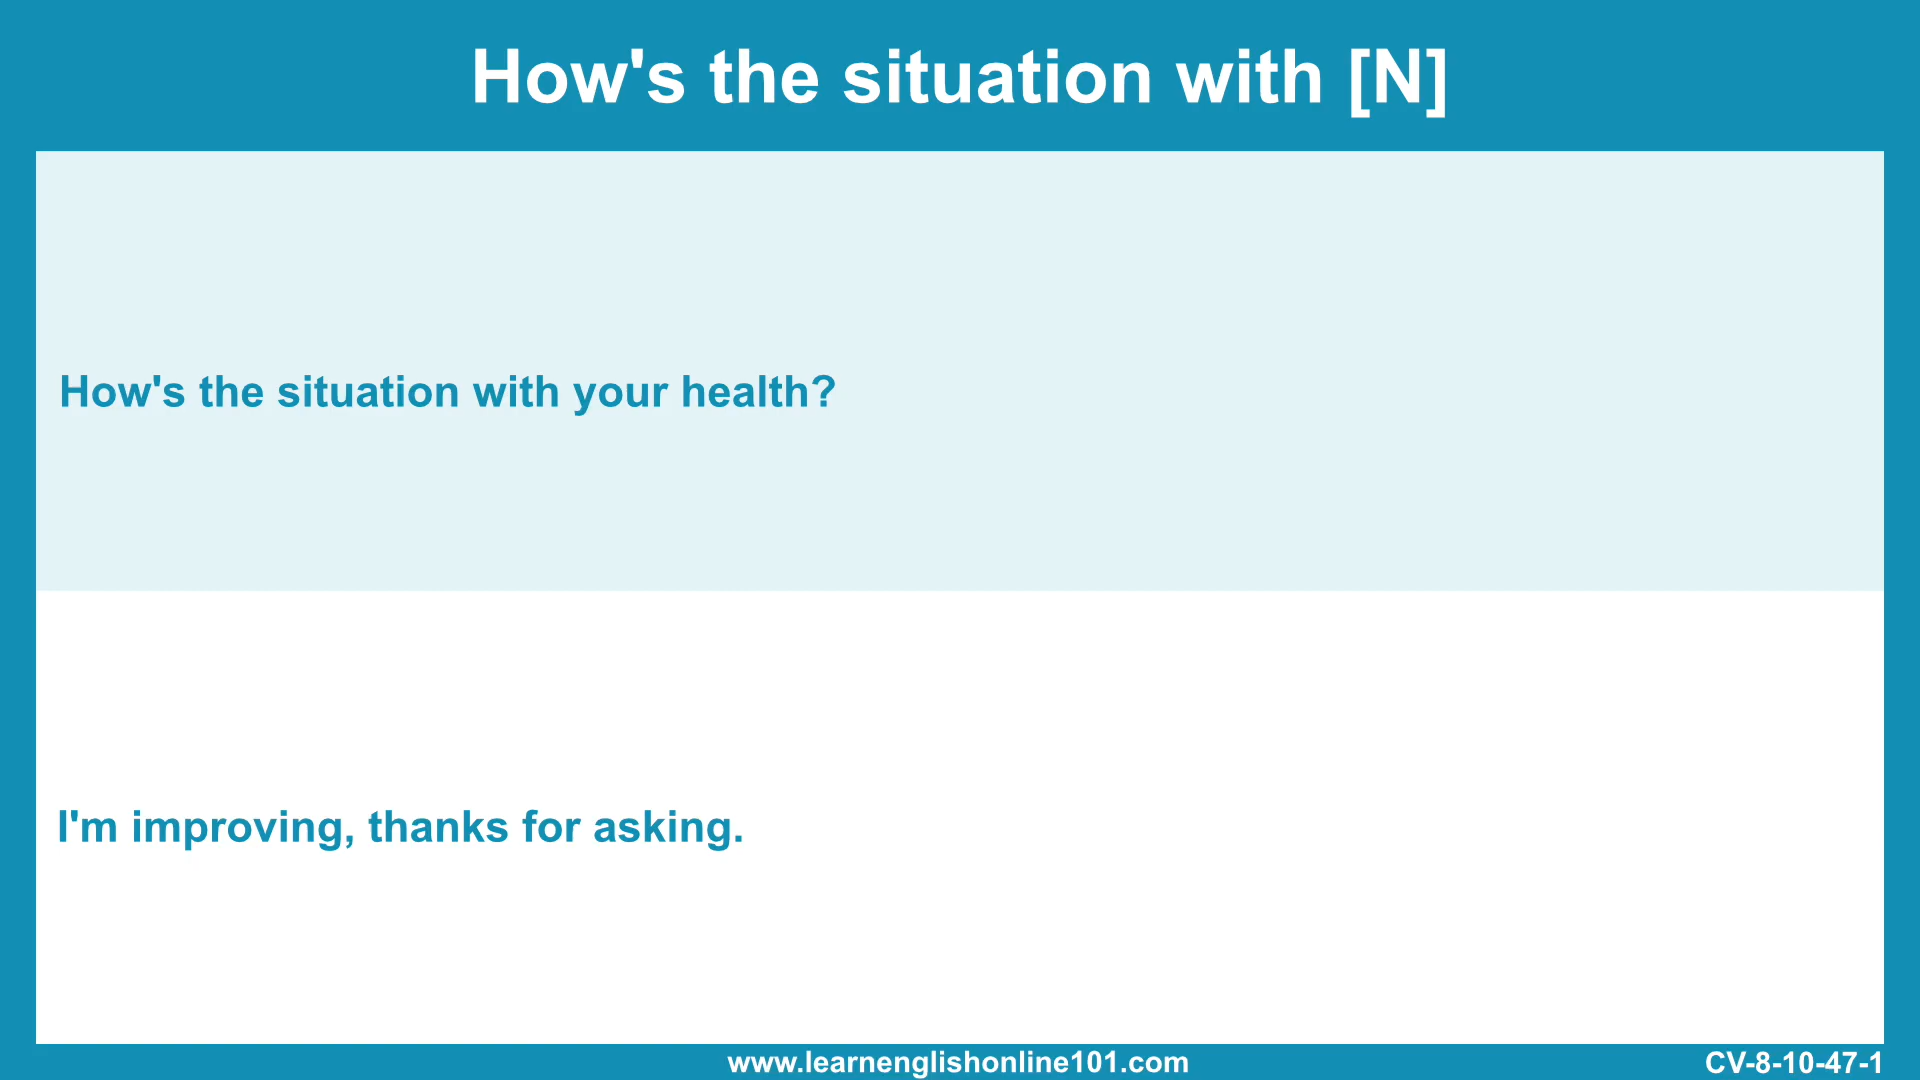 How's the situation with [N]
How's the situation with your health?
I'm improving, thanks for asking.
www.learnenglishonline101.com
CV-8-10-47-1